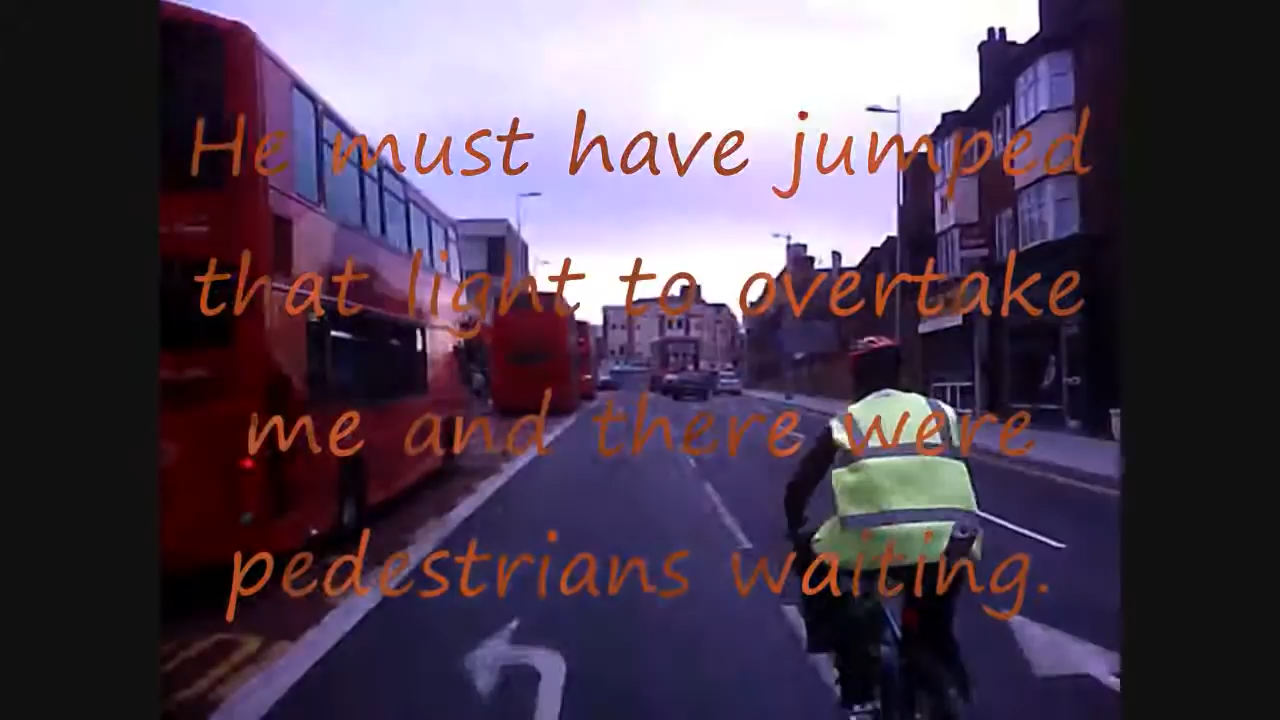 He must have jumped
that light to overtake
me and there were
pedestrians waiting.